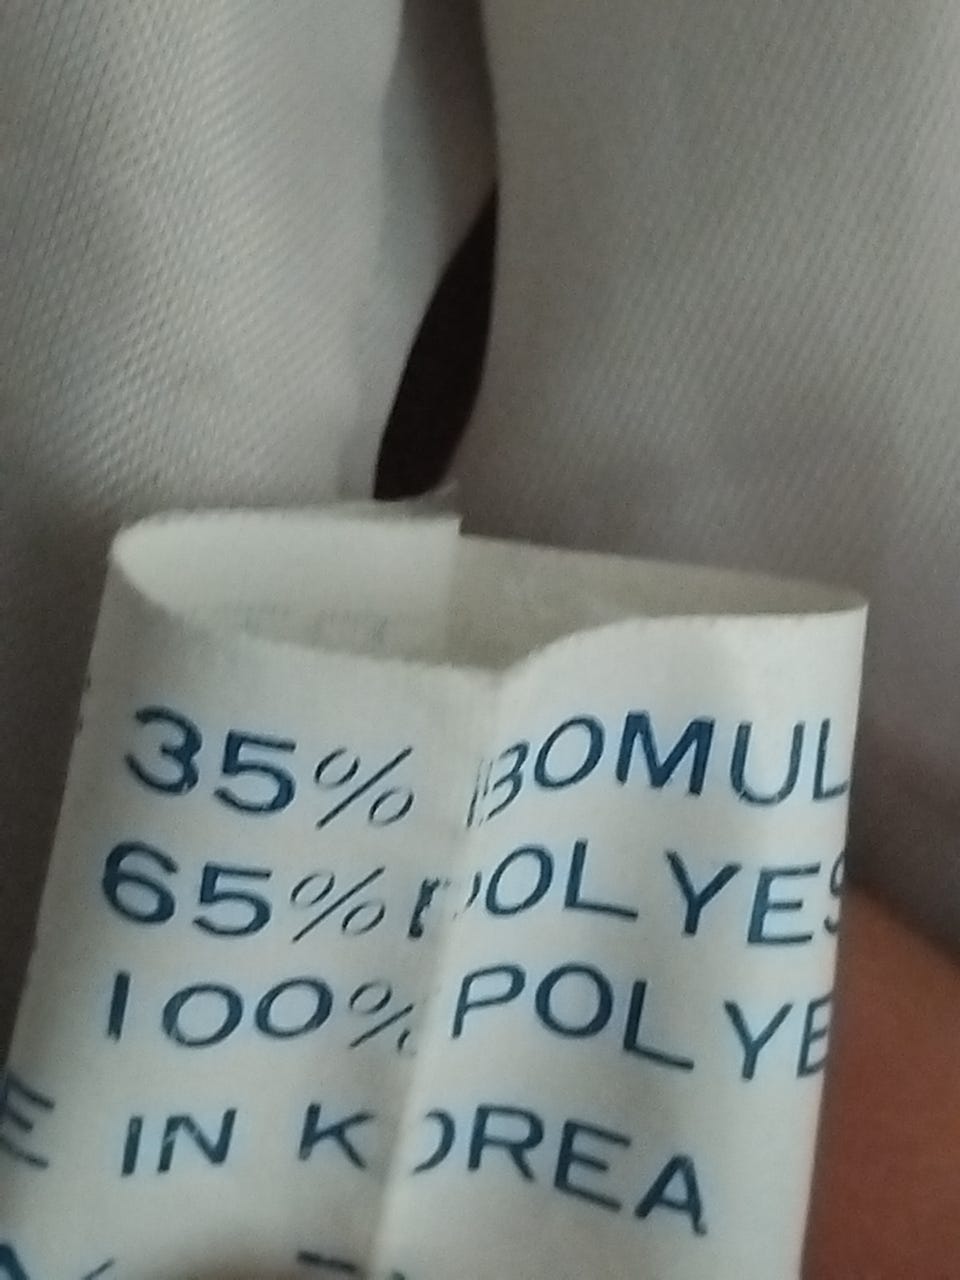 35% BOMUL
65% POLYES
100% POLYE
E IN KOREA